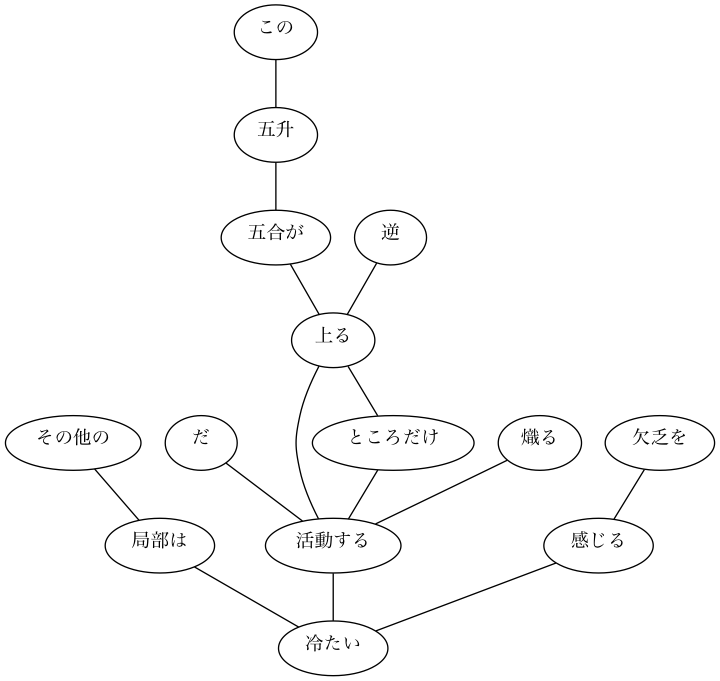 この
五升
五合が
逆
上る
その他の
だ
ところだけ
熾る
欠乏を
局部は
活動する
感じる
冷たい